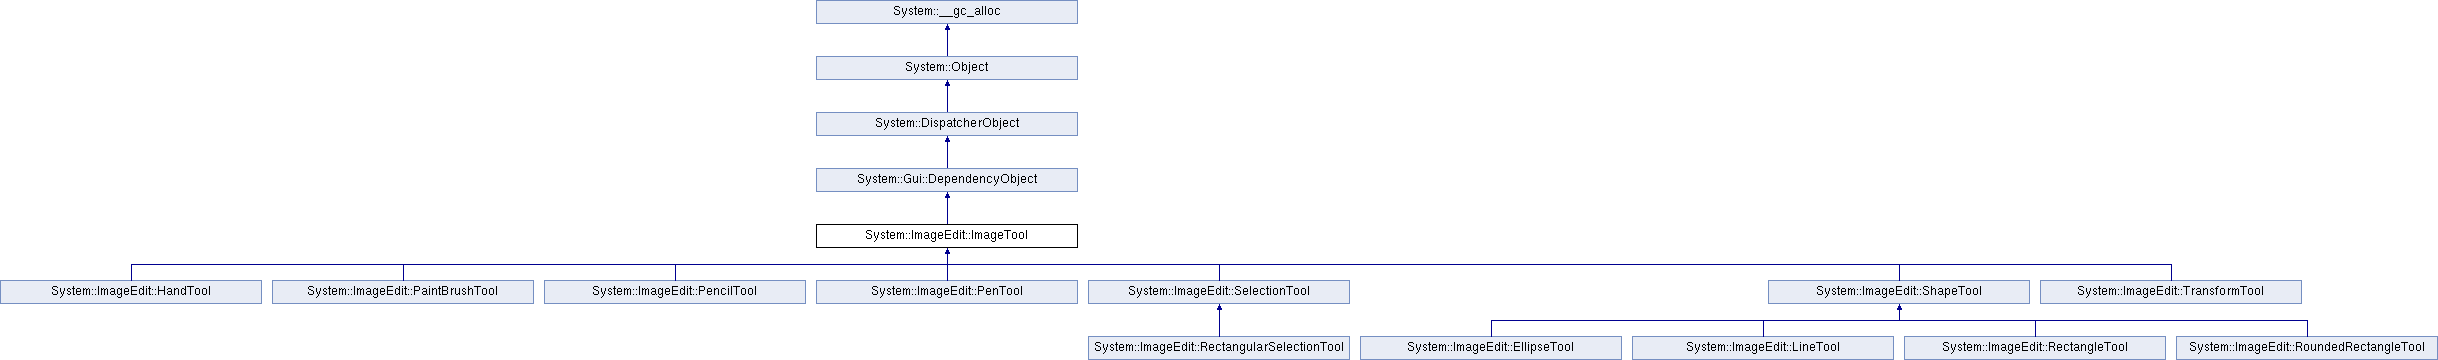 System::__gc_alloc
System::Object
System::DispatcherObject
System::Gui::DependencyObject
System::ImageEdit::ImageTool
System::ImageEdit::HandTool
System::ImageEdit::PaintBrushTool
System::ImageEdit::PencilTool
System::ImageEdit::PenTool
System::ImageEdit::SelectionTool
System::ImageEdit::ShapeTool
System::ImageEdit::TransformTool
System::ImageEdit::RectangularSelectionTool
System::ImageEdit::EllipseTool
System::ImageEdit::LineTool
System::ImageEdit::RectangleTool
System::ImageEdit::RoundedRectangleTool